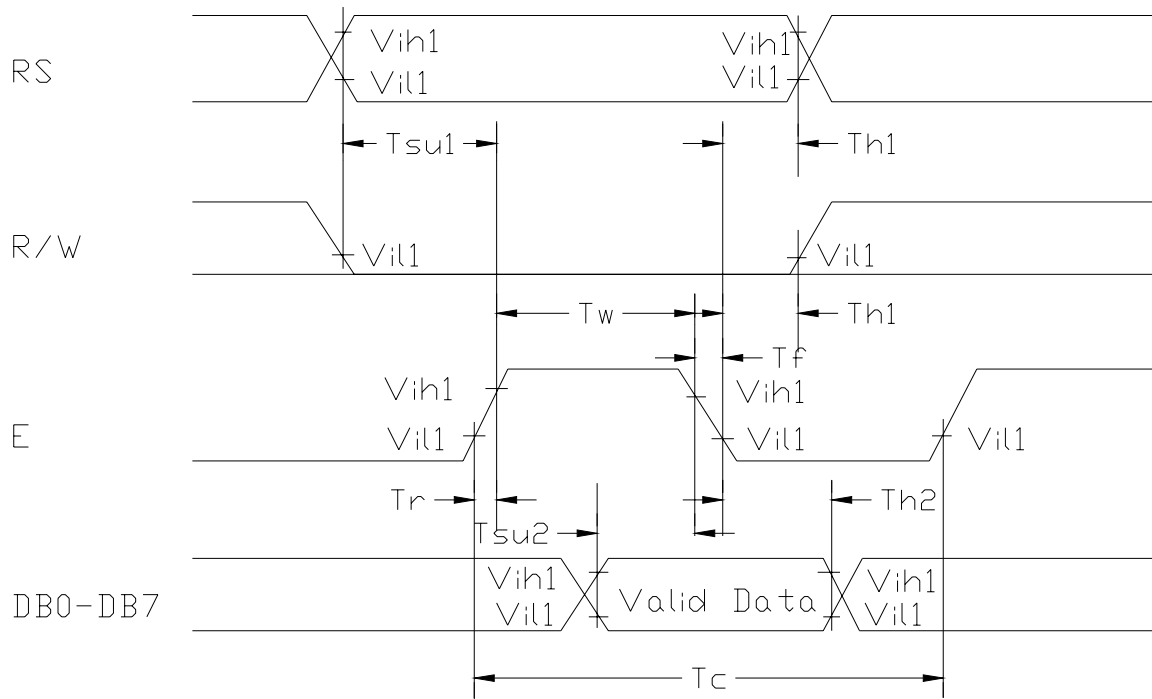 Vih1 Vih1
RS
Vil1 Vil1
Tsu1 Th1
R/W Vil1 Vil1
Tw Th1
Tf
Vih1 Vih1
E Vil1 Vil1 Vil1
Tr Th2
Tsu2
Vih1 Vih1
DB0-DB7 Valid Data
Vil1 Vil1
Tc